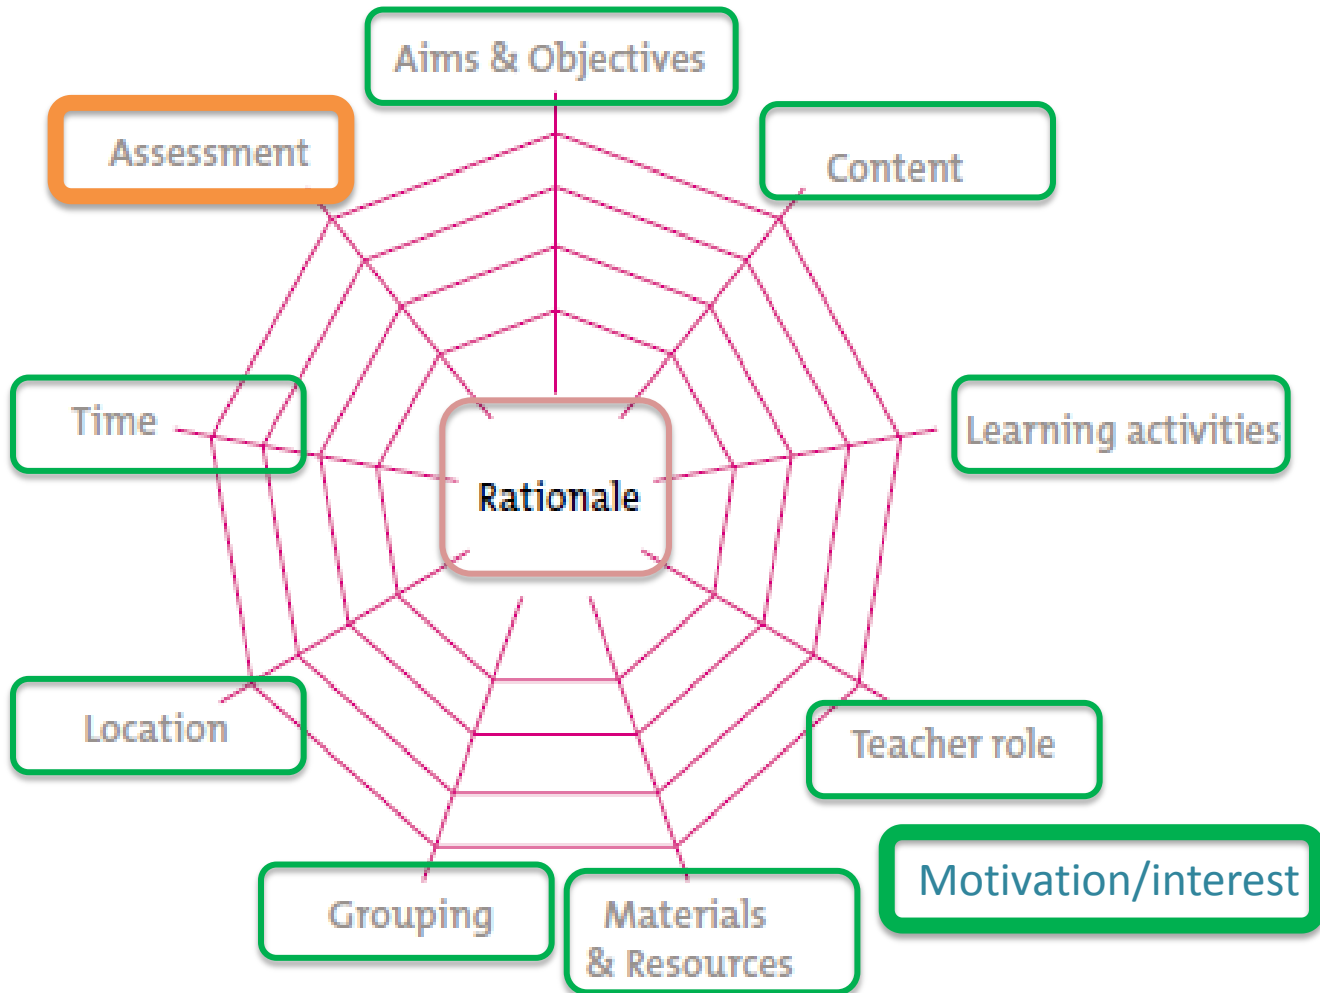 Aims & Objectives
Assessment
Content
Time
Learning activities
Rationale
Location
Teacher role
Motivation/interest
Grouping
Materials
& Resources